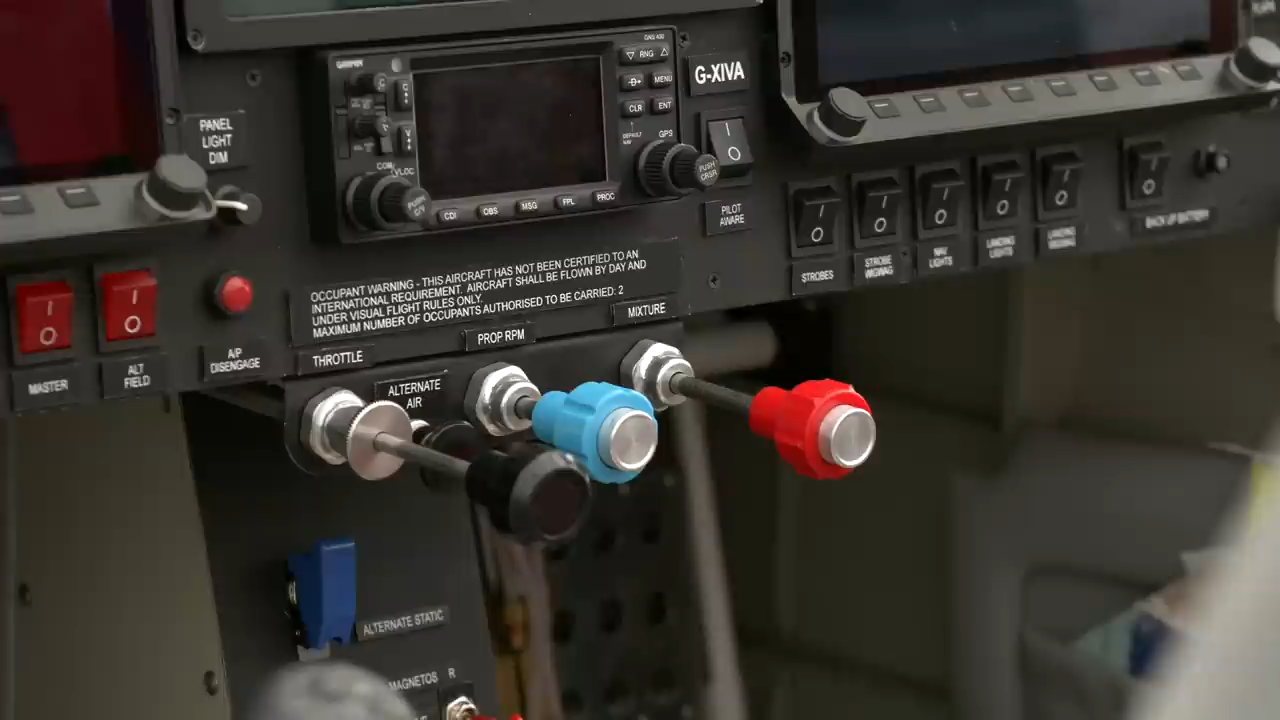 GARMIN
GNS 430
RNG
MENU
CLR
ENT
DEFAULT
NAV
GPS
COM
VLOC
PUSH
PUSH
CRSR
CDI
OBS
MSG
FPL
PROC
G-XIVA
PANEL
LIGHT
DIM
PILOT
AWARE
STROBES
STROBE
WIGWAG
NAV
LIGHTS
LANDING
LIGHTS
LANDING
WIGWAG
BACK UP BATTERY
OCCUPANT WARNING - THIS AIRCRAFT HAS NOT BEEN CERTIFIED TO AN
INTERNATIONAL REQUIREMENT. AIRCRAFT SHALL BE FLOWN BY DAY AND
UNDER VISUAL FLIGHT RULES ONLY.
MAXIMUM NUMBER OF OCCUPANTS AUTHORISED TO BE CARRIED: 2
MASTER
ALT
FIELD
A/P
DISENGAGE
THROTTLE
PROP RPM
MIXTURE
ALTERNATE
AIR
ALTERNATE STATIC
MAGNETOS R